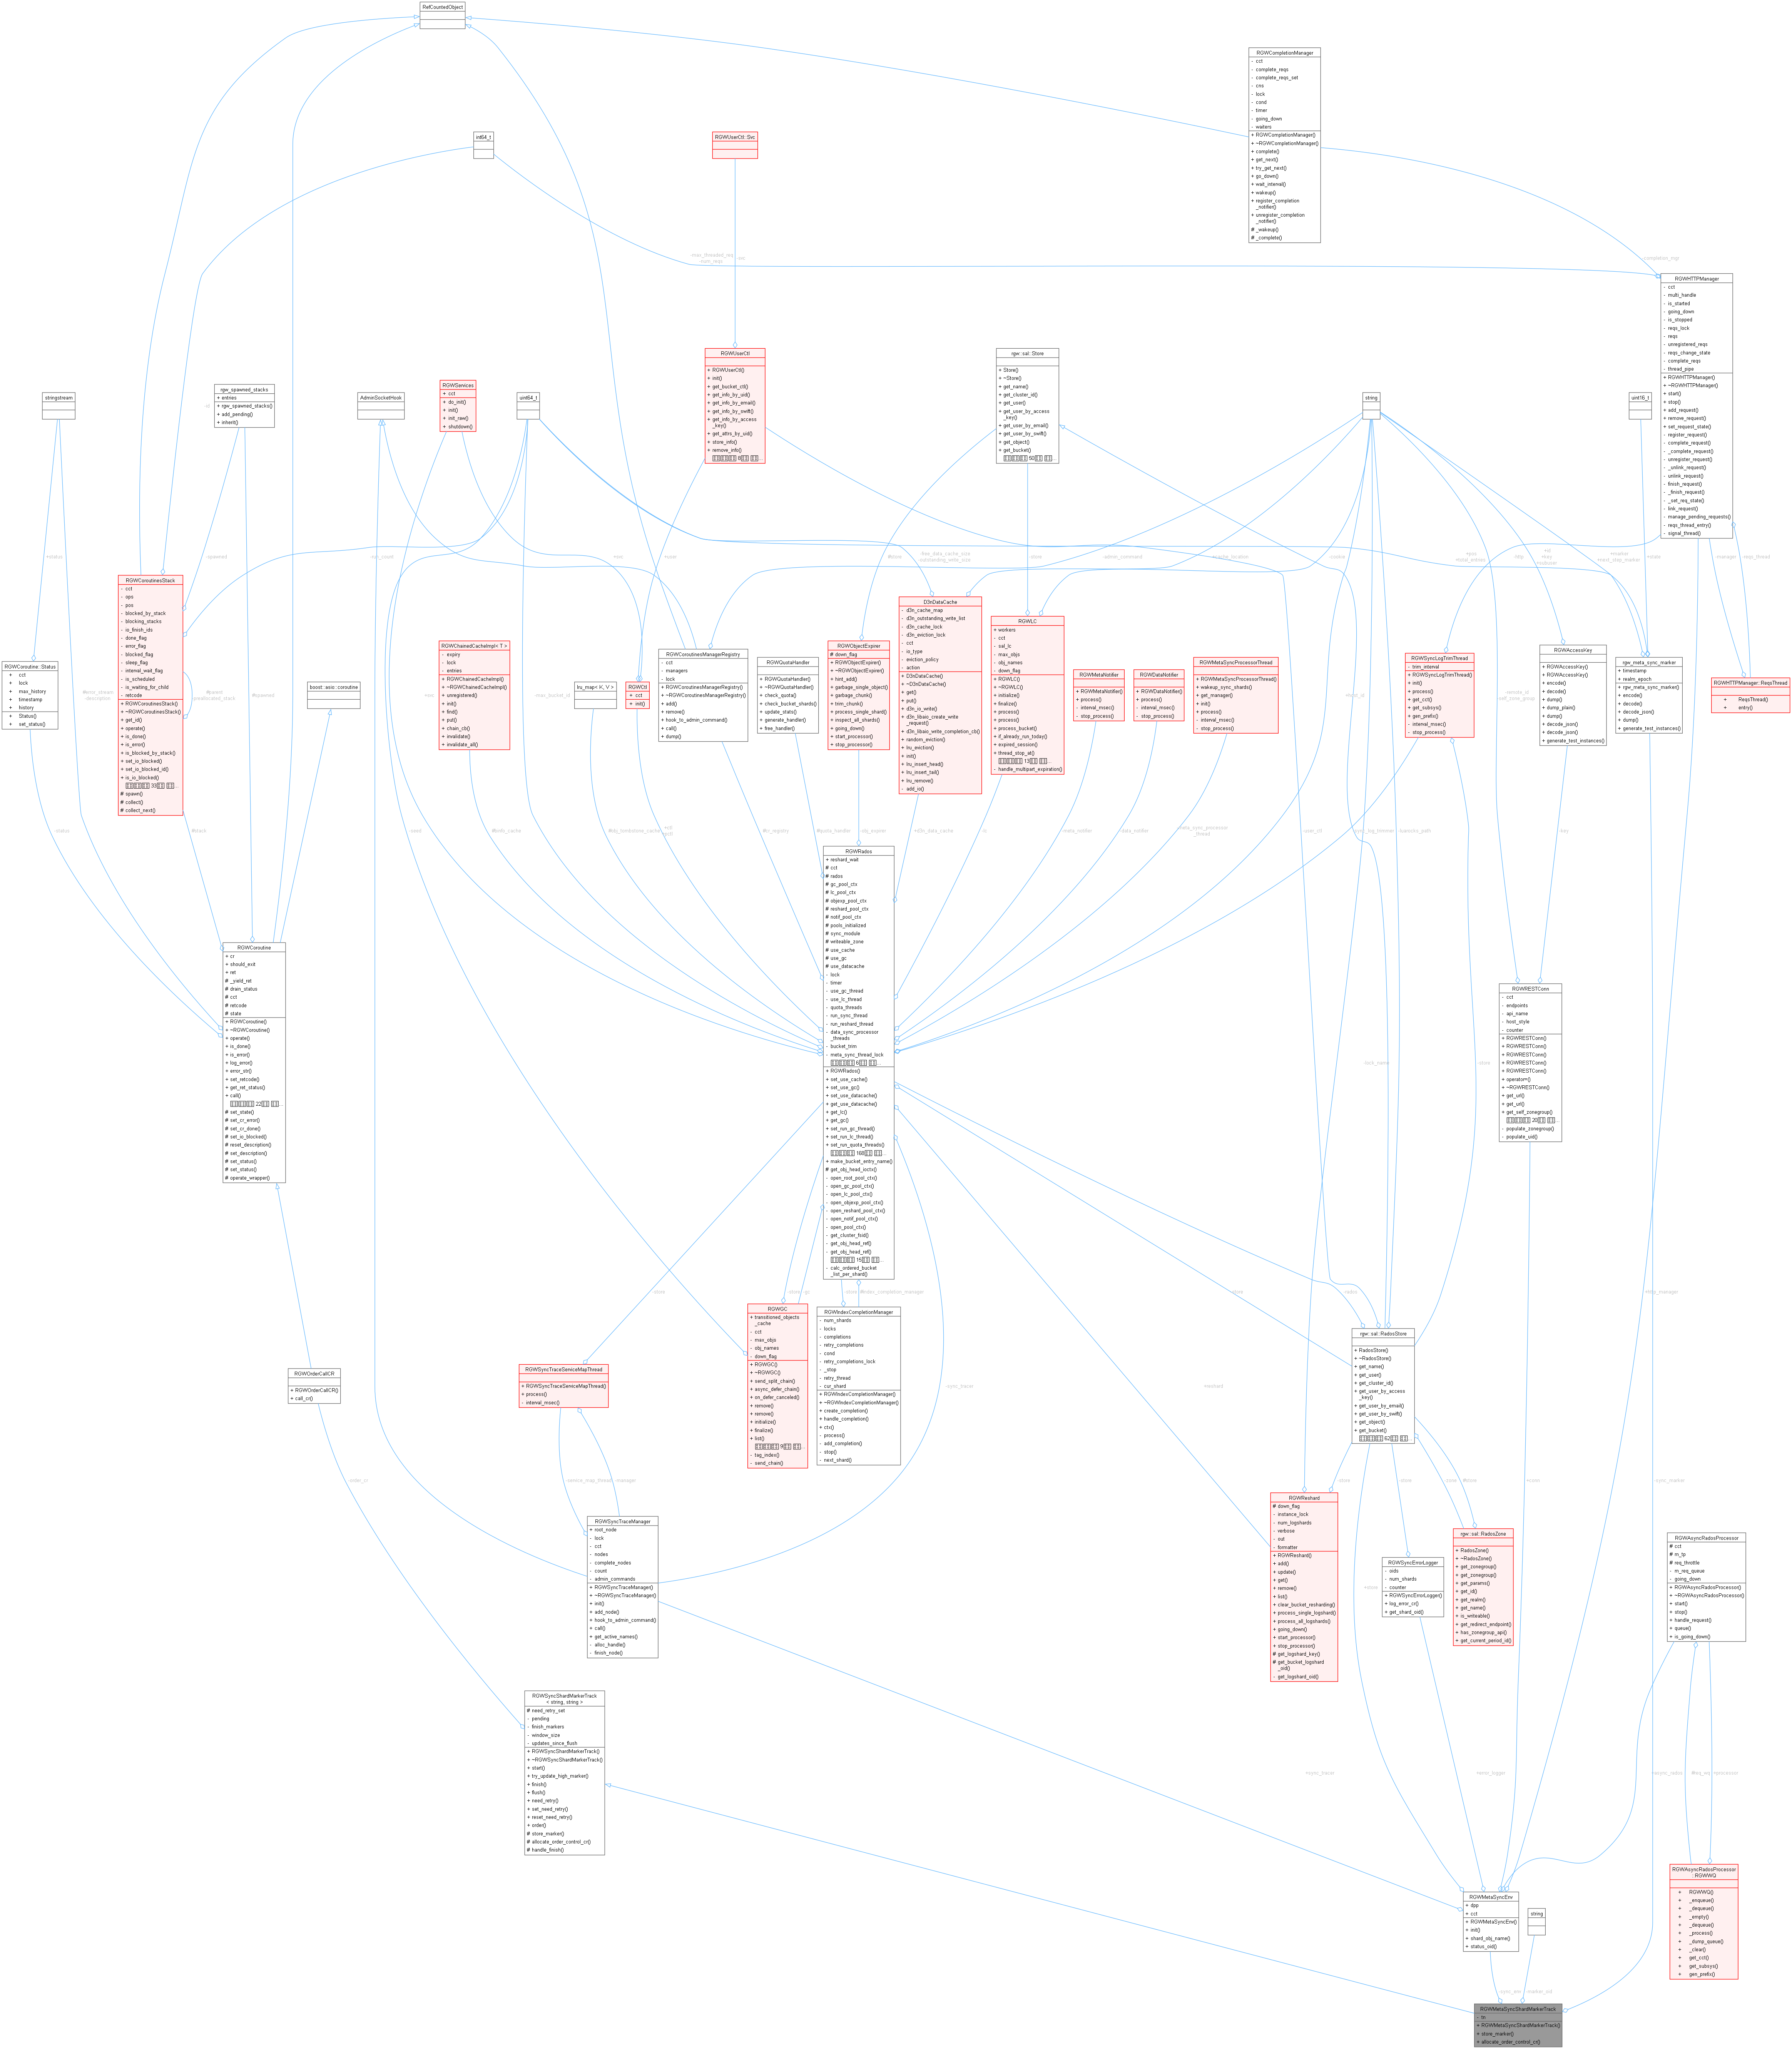 RefCountedObject
RGWCompletionManager
- cct
- complete_reqs
- complete_reqs_set
- cns
- lock
- cond
- timer
- going_down
- waiters
+ RGWCompletionManager()
+ ~RGWCompletionManager()
+ complete()
+ get_next()
+ try_get_next()
+ go_down()
+ wait_interval()
+ wakeup()
+ register_completion
_notifier()
+ unregister_completion
_notifier()
# _wakeup()
# _complete()
int64_t
RGWUserCtl::Svc
RGWHTTPManager
- cct
- multi_handle
- is_started
- going_down
- is_stopped
- reqs_lock
- reqs
- unregistered_reqs
- reqs_change_state
- complete_reqs
- thread_pipe
+ RGWHTTPManager()
+ ~RGWHTTPManager()
+ start()
+ stop()
+ add_request()
+ remove_request()
+ set_request_state()
- register_request()
- complete_request()
- _complete_request()
- unregister_request()
- _unlink_request()
- unlink_request()
- finish_request()
- _finish_request()
- _set_req_state()
- link_request()
- manage_pending_requests()
- reqs_thread_entry()
- signal_thread()
RGWUserCtl
+ RGWUserCtl()
+ init()
+ get_bucket_ctl()
+ get_info_by_uid()
+ get_info_by_email()
+ get_info_by_swift()
+ get_info_by_access
_key()
+ get_attrs_by_uid()
+ store_info()
+ remove_info()
rgw::sal::Store
+ Store()
+ ~Store()
+ get_name()
+ get_cluster_id()
+ get_user()
+ get_user_by_access
_key()
+ get_user_by_email()
+ get_user_by_swift()
+ get_object()
+ get_bucket()
stringstream
rgw_spawned_stacks
+ entries
+ rgw_spawned_stacks()
+ add_pending()
+ inherit()
AdminSocketHook
RGWServices
+ cct
+ do_init()
+ init()
+ init_raw()
+ shutdown()
uint64_t
string
uint16_t
RGWCoroutinesStack
- cct
- ops
- pos
- blocked_by_stack
- blocking_stacks
- io_finish_ids
- done_flag
- error_flag
- blocked_flag
- sleep_flag
- interval_wait_flag
- is_scheduled
- is_waiting_for_child
- retcode
+ RGWCoroutinesStack()
+ ~RGWCoroutinesStack()
+ get_id()
+ operate()
+ is_done()
+ is_error()
+ is_blocked_by_stack()
+ set_io_blocked()
+ set_io_blocked_id()
+ is_io_blocked()
# spawn()
# collect()
# collect_next()
RGWCoroutine::Status
+ cct
+ lock
+ max_history
+ timestamp
+ history
+ Status()
+ set_status()
boost::asio::coroutine
RGWChainedCacheImpl< T >
- expiry
- lock
- entries
+ RGWChainedCacheImpl()
+ ~RGWChainedCacheImpl()
+ unregistered()
+ init()
+ find()
+ put()
+ chain_cb()
+ invalidate()
+ invalidate_all()
lru_map< K, V >
RGWCtl
+ cct
+ init()
RGWCoroutinesManagerRegistry
- cct
- managers
- lock
+ RGWCoroutinesManagerRegistry()
+ ~RGWCoroutinesManagerRegistry()
+ add()
+ remove()
+ hook_to_admin_command()
+ call()
+ dump()
RGWQuotaHandler
+ RGWQuotaHandler()
+ ~RGWQuotaHandler()
+ check_quota()
+ check_bucket_shards()
+ update_stats()
+ generate_handler()
+ free_handler()
RGWObjectExpirer
# down_flag
+ RGWObjectExpirer()
+ ~RGWObjectExpirer()
+ hint_add()
+ garbage_single_object()
+ garbage_chunk()
+ trim_chunk()
+ process_single_shard()
+ inspect_all_shards()
+ going_down()
+ start_processor()
+ stop_processor()
D3nDataCache
- d3n_cache_map
- d3n_outstanding_write_list
- d3n_cache_lock
- d3n_eviction_lock
- cct
- io_type
- eviction_policy
- action
+ D3nDataCache()
+ ~D3nDataCache()
+ get()
+ put()
+ d3n_io_write()
+ d3n_libaio_create_write
_request()
+ d3n_libaio_write_completion_cb()
+ random_eviction()
+ lru_eviction()
+ init()
+ lru_insert_head()
+ lru_insert_tail()
+ lru_remove()
- add_io()
RGWLC
+ workers
- cct
- sal_lc
- max_objs
- obj_names
- down_flag
+ RGWLC()
+ ~RGWLC()
+ initialize()
+ finalize()
+ process()
+ process()
+ process_bucket()
+ if_already_run_today()
+ expired_session()
+ thread_stop_at()
- handle_multipart_expiration()
RGWMetaNotifier
+ RGWMetaNotifier()
+ process()
- interval_msec()
- stop_process()
RGWDataNotifier
+ RGWDataNotifier()
+ process()
- interval_msec()
- stop_process()
RGWMetaSyncProcessorThread
+ RGWMetaSyncProcessorThread()
+ wakeup_sync_shards()
+ get_manager()
+ init()
+ process()
- interval_msec()
- stop_process()
RGWSyncLogTrimThread
- trim_interval
+ RGWSyncLogTrimThread()
+ init()
+ process()
+ get_cct()
+ get_subsys()
+ gen_prefix()
- interval_msec()
- stop_process()
RGWAccessKey
+ RGWAccessKey()
+ RGWAccessKey()
+ encode()
+ decode()
+ dump()
+ dump_plain()
+ dump()
+ decode_json()
+ decode_json()
+ generate_test_instances()
rgw_meta_sync_marker
+ timestamp
+ realm_epoch
+ rgw_meta_sync_marker()
+ encode()
+ decode()
+ decode_json()
+ dump()
+ generate_test_instances()
RGWHTTPManager::ReqsThread
+ ReqsThread()
+ entry()
RGWCoroutine
+ cr
+ should_exit
+ ret
# _yield_ret
# drain_status
# cct
# retcode
# state
+ RGWCoroutine()
+ ~RGWCoroutine()
+ operate()
+ is_done()
+ is_error()
+ log_error()
+ error_str()
+ set_retcode()
+ get_ret_status()
+ call()
# set_state()
# set_cr_error()
# set_cr_done()
# set_io_blocked()
# reset_description()
# set_description()
# set_status()
# set_status()
# operate_wrapper()
RGWRados
+ reshard_wait
# cct
# rados
# gc_pool_ctx
# lc_pool_ctx
# objexp_pool_ctx
# reshard_pool_ctx
# notif_pool_ctx
# pools_initialized
# sync_module
# writeable_zone
# use_cache
# use_gc
# use_datacache
- lock
- timer
- use_gc_thread
- use_lc_thread
- quota_threads
- run_sync_thread
- run_reshard_thread
- data_sync_processor
_threads
- bucket_trim
- meta_sync_thread_lock
+ RGWRados()
+ set_use_cache()
+ set_use_gc()
+ set_use_datacache()
+ get_use_datacache()
+ get_lc()
+ get_gc()
+ set_run_gc_thread()
+ set_run_lc_thread()
+ set_run_quota_threads()
+ make_bucket_entry_name()
# get_obj_head_ioctx()
- open_root_pool_ctx()
- open_gc_pool_ctx()
- open_lc_pool_ctx()
- open_objexp_pool_ctx()
- open_reshard_pool_ctx()
- open_notif_pool_ctx()
- open_pool_ctx()
- get_cluster_fsid()
- get_obj_head_ref()
- get_obj_head_ref()
- calc_ordered_bucket
_list_per_shard()
RGWRESTConn
- cct
- endpoints
- api_name
- host_style
- counter
+ RGWRESTConn()
+ RGWRESTConn()
+ RGWRESTConn()
+ RGWRESTConn()
+ RGWRESTConn()
+ operator=()
+ ~RGWRESTConn()
+ get_url()
+ get_url()
+ get_self_zonegroup()
- populate_zonegroup()
- populate_uid()
RGWGC
+ transitioned_objects
_cache
- cct
- max_objs
- obj_names
- down_flag
+ RGWGC()
+ ~RGWGC()
+ send_split_chain()
+ async_defer_chain()
+ on_defer_canceled()
+ remove()
+ remove()
+ initialize()
+ finalize()
+ list()
- tag_index()
- send_chain()
RGWIndexCompletionManager
- num_shards
- locks
- completions
- retry_completions
- cond
- retry_completions_lock
- _stop
- retry_thread
- cur_shard
+ RGWIndexCompletionManager()
+ ~RGWIndexCompletionManager()
+ create_completion()
+ handle_completion()
+ ctx()
- process()
- add_completion()
- stop()
- next_shard()
rgw::sal::RadosStore
+ RadosStore()
+ ~RadosStore()
+ get_name()
+ get_user()
+ get_cluster_id()
+ get_user_by_access
_key()
+ get_user_by_email()
+ get_user_by_swift()
+ get_object()
+ get_bucket()
RGWOrderCallCR
+ RGWOrderCallCR()
+ call_cr()
RGWSyncTraceServiceMapThread
+ RGWSyncTraceServiceMapThread()
+ process()
- interval_msec()
RGWSyncTraceManager
+ root_node
- lock
- cct
- nodes
- complete_nodes
- count
- admin_commands
+ RGWSyncTraceManager()
+ ~RGWSyncTraceManager()
+ init()
+ add_node()
+ hook_to_admin_command()
+ call()
+ get_active_names()
- alloc_handle()
- finish_node()
RGWReshard
# down_flag
- instance_lock
- num_logshards
- verbose
- out
- formatter
+ RGWReshard()
+ add()
+ update()
+ get()
+ remove()
+ list()
+ clear_bucket_resharding()
+ process_single_logshard()
+ process_all_logshards()
+ going_down()
+ start_processor()
+ stop_processor()
# get_logshard_key()
# get_bucket_logshard
_oid()
- get_logshard_oid()
RGWSyncErrorLogger
- oids
- num_shards
- counter
+ RGWSyncErrorLogger()
+ log_error_cr()
+ get_shard_oid()
rgw::sal::RadosZone
+ RadosZone()
+ ~RadosZone()
+ get_zonegroup()
+ get_zonegroup()
+ get_params()
+ get_id()
+ get_realm()
+ get_name()
+ is_writeable()
+ get_redirect_endpoint()
+ has_zonegroup_api()
+ get_current_period_id()
RGWAsyncRadosProcessor
# cct
# m_tp
# req_throttle
- m_req_queue
- going_down
+ RGWAsyncRadosProcessor()
+ ~RGWAsyncRadosProcessor()
+ start()
+ stop()
+ handle_request()
+ queue()
+ is_going_down()
RGWSyncShardMarkerTrack
< string, string >
# need_retry_set
- pending
- finish_markers
- window_size
- updates_since_flush
+ RGWSyncShardMarkerTrack()
+ ~RGWSyncShardMarkerTrack()
+ start()
+ try_update_high_marker()
+ finish()
+ flush()
+ need_retry()
+ set_need_retry()
+ reset_need_retry()
+ order()
# store_marker()
# allocate_order_control_cr()
# handle_finish()
RGWAsyncRadosProcessor
::RGWWQ
+ RGWWQ()
+ _enqueue()
+ _dequeue()
+ _empty()
+ _dequeue()
+ _process()
+ _dump_queue()
+ _clear()
+ get_cct()
+ get_subsys()
+ gen_prefix()
RGWMetaSyncEnv
+ dpp
+ cct
+ RGWMetaSyncEnv()
+ init()
+ shard_obj_name()
+ status_oid()
string
RGWMetaSyncShardMarkerTrack
- tn
+ RGWMetaSyncShardMarkerTrack()
+ store_marker()
+ allocate_order_control_cr()